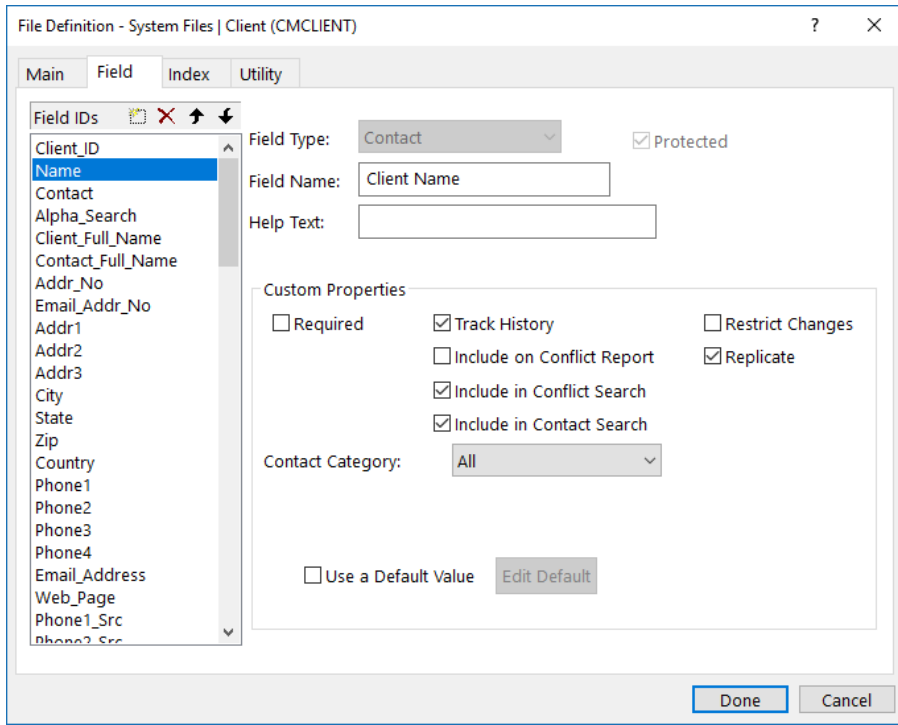 File Definition - System Files | Client (CMCLIENT)
Main Field Index Utility
Field IDs
Client_ID
Name
Contact
Alpha_Search
Client_Full_Name
Contact_Full_Name
Addr_No
Email_Addr_No
Addr1
Addr2
Addr3
City
State
Zip
Country
Phone1
Phone2
Phone3
Phone4
Email_Address
Web_Page
Phone1_Src
Phone2_Src
Field Type: Contact Protected
Field Name: Client Name
Help Text:
Custom Properties
Required Track History Restrict Changes
Include on Conflict Report Replicate
Include in Conflict Search
Include in Contact Search
Contact Category: All
Use a Default Value Edit Default
Done Cancel